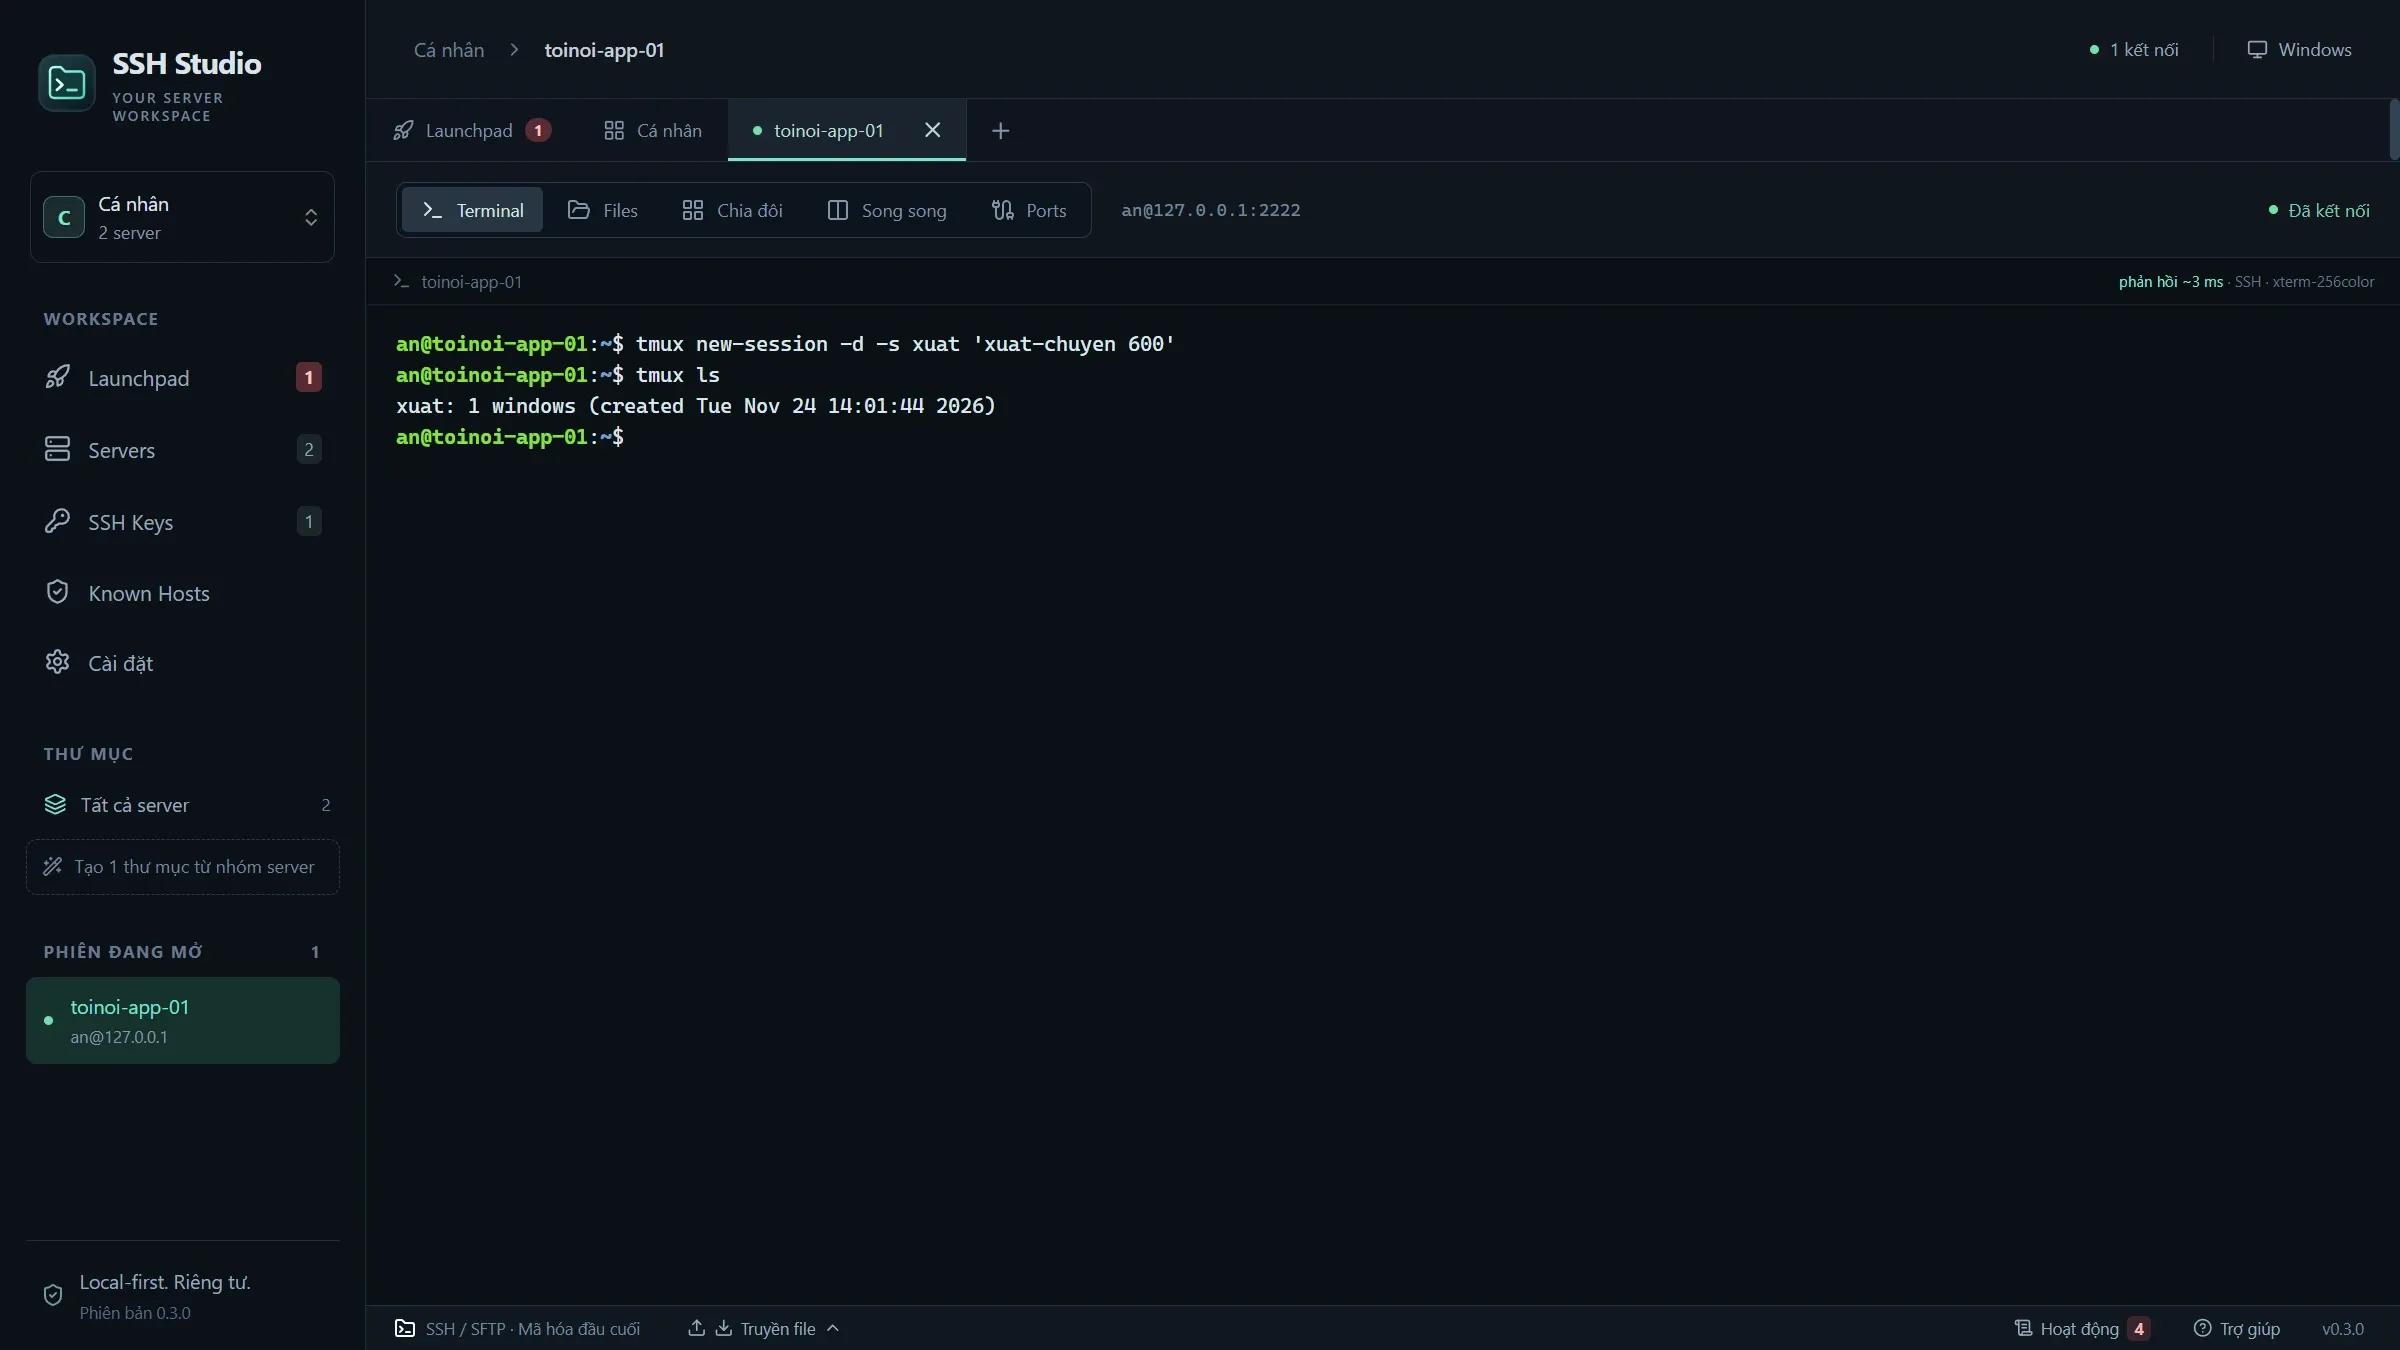 SSH Studio
YOUR SERVER
WORKSPACE
C
Cá nhân
2 server
WORKSPACE
Launchpad 1
Servers 2
SSH Keys 1
Known Hosts
Cài đặt
THƯ MỤC
Tất cả server 2
Tạo 1 thư mục từ nhóm server
PHIÊN ĐANG MỞ 1
toinoi-app-01
an@127.0.0.1
Local-first. Riêng tư.
Phiên bản 0.3.0
Cá nhân > toinoi-app-01
1 kết nối
Windows
Launchpad 1
Cá nhân
toinoi-app-01
Terminal
Files
Chia đôi
Song song
Ports
an@127.0.0.1:2222
Đã kết nối
toinoi-app-01
phản hồi ~3 ms · SSH · xterm-256color
an@toinoi-app-01:~$ tmux new-session -d -s xuat 'xuat-chuyen 600'
an@toinoi-app-01:~$ tmux ls
xuat: 1 windows (created Tue Nov 24 14:01:44 2026)
an@toinoi-app-01:~$
SSH / SFTP · Mã hóa đầu cuối
Truyền file
Hoạt động 4
Trợ giúp
v0.3.0